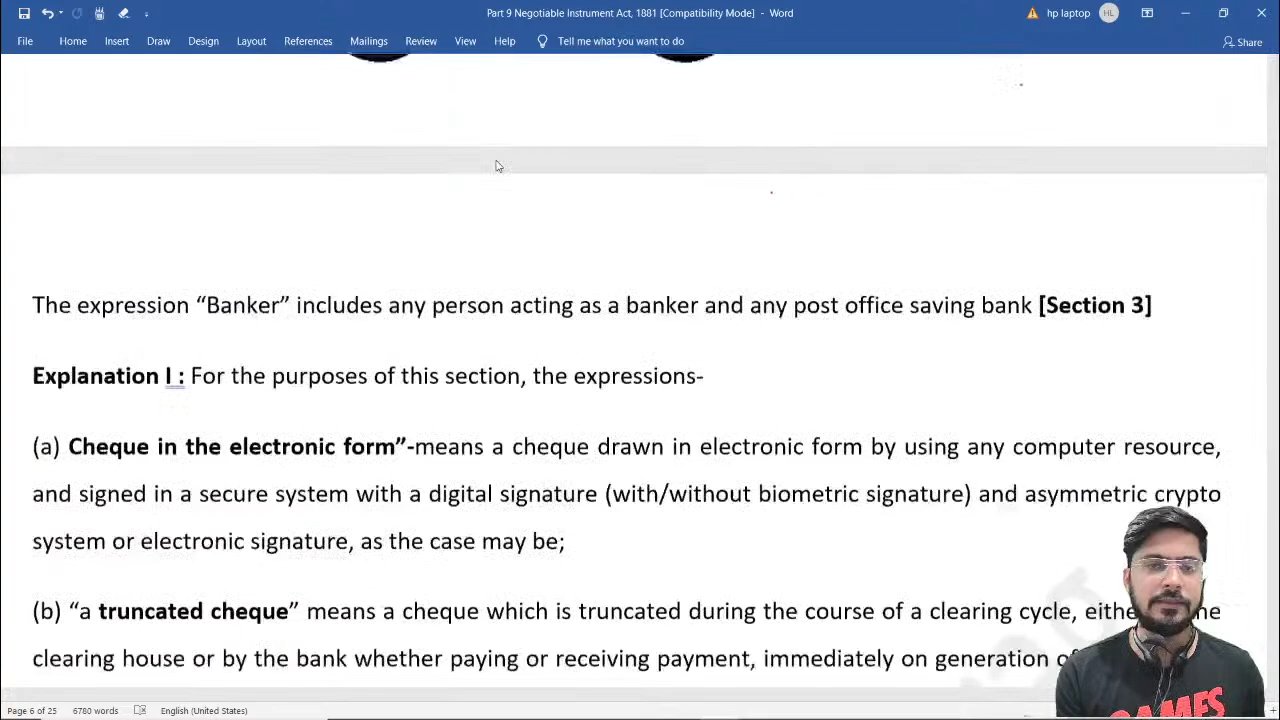 Part 9 Negotiable Instrument Act, 1881 [Compatibility Mode] - Word
hp laptop
HL
File Home Insert Draw Design Layout References Mailings Review View Help Tell me what you want to do
Share
The expression “Banker” includes any person acting as a banker and any post office saving bank [Section 3]
Explanation I : For the purposes of this section, the expressions-
(a) Cheque in the electronic form”-means a cheque drawn in electronic form by using any computer resource,
and signed in a secure system with a digital signature (with/without biometric signature) and asymmetric crypto
system or electronic signature, as the case may be;
(b) “a truncated cheque” means a cheque which is truncated during the course of a clearing cycle,
clearing house or by the bank whether paying or receiving payment, immediately on generation
GAMES
Page 6 of 25 6780 words English (United States)